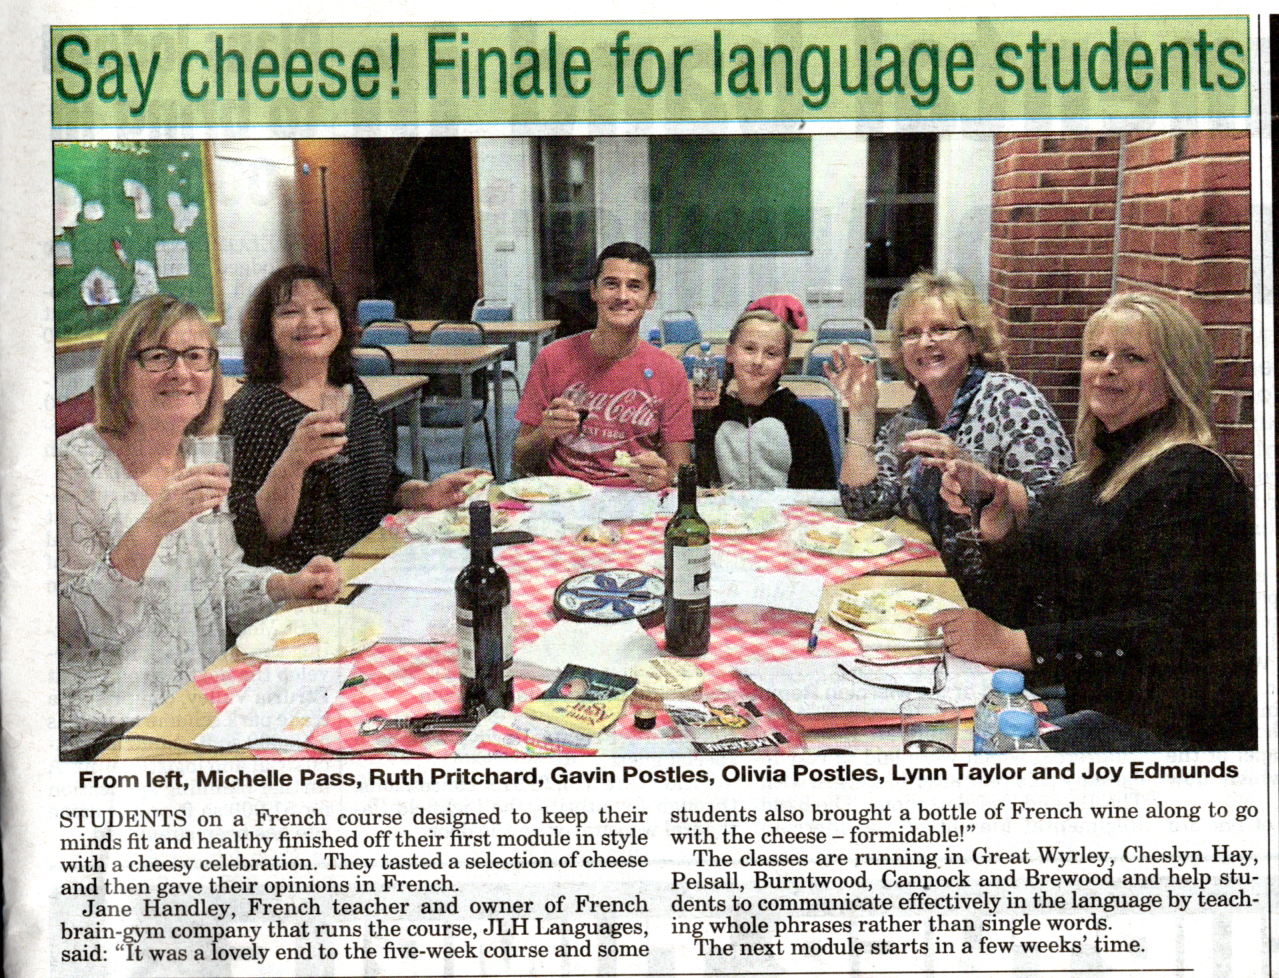 Say cheese! Finale for language students
Coca-Cola
From left, Michelle Pass, Ruth Pritchard, Gavin Postles, Olivia Postles, Lynn Taylor and Joy Edmunds
STUDENTS on a French course designed to keep their
minds fit and healthy finished off their first module in style
with a cheesy celebration. They tasted a selection of cheese
and then gave their opinions in French.
Jane Handley, French teacher and owner of French
brain-gym company that runs the course, JLH Languages,
said: “It was a lovely end to the five-week course and some
students also brought a bottle of French wine along to go
with the cheese – formidable!”
The classes are running in Great Wyrley, Cheslyn Hay,
Pelsall, Burntwood, Cannock and Brewood and help stu-
dents to communicate effectively in the language by teach-
ing whole phrases rather than single words.
The next module starts in a few weeks’ time.